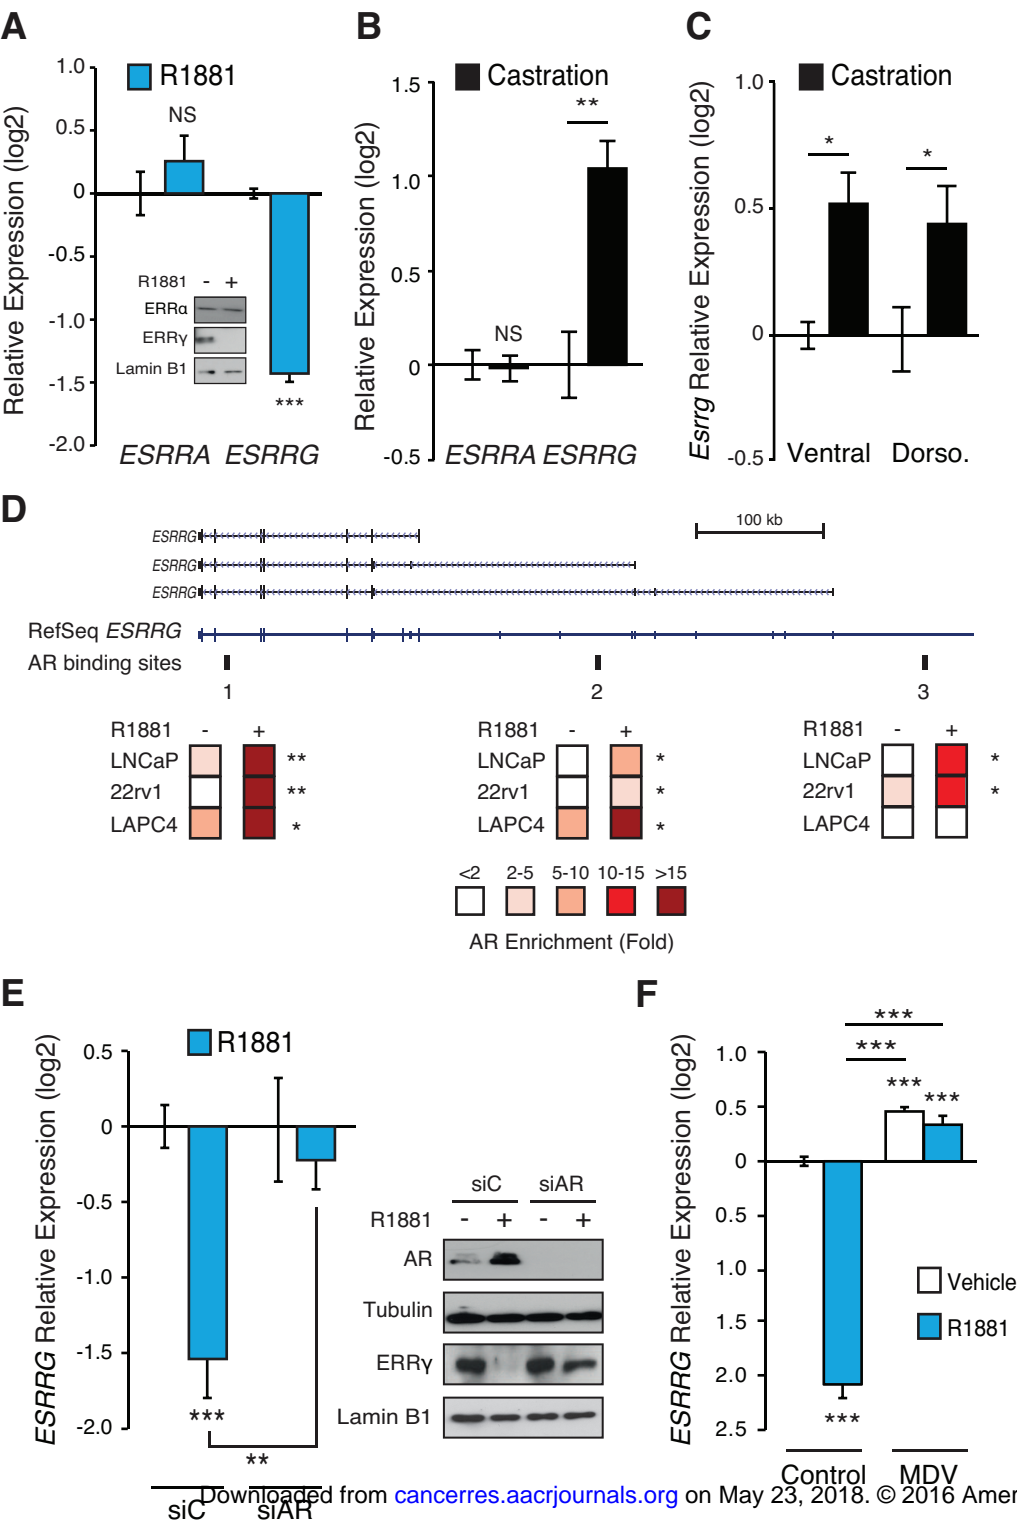 A
B
C
R1881
Castration
Castration
Relative Expression (log2)
1.0
0.5
0
-0.5
-1.0
-1.5
-2.0
NS
***
R1881 - +
ERRα
ERRγ
Lamin B1
ESRRA ESRRG
Relative Expression (log2)
1.5
1.0
0.5
0
-0.5
**
NS
ESRRA ESRRG
Esrrg Relative Expression (log2)
1.0
0.5
0
-0.5
* *
Ventral Dorso.
D
100 kb
ESRRG
ESRRG
ESRRG
RefSeq ESRRG
AR binding sites
1 2 3
R1881 - +
LNCaP **
22rv1 **
LAPC4 *
R1881 - +
LNCaP *
22rv1 *
LAPC4 *
R1881 - +
LNCaP *
22rv1 *
LAPC4
<2 2-5 5-10 10-15 >15
AR Enrichment (Fold)
E
R1881
ESRRG Relative Expression (log2)
0.5
0
-0.5
-1.0
-1.5
-2.0
***
**
siC siAR
siC siAR
R1881 - + - +
AR
Tubulin
ERRγ
Lamin B1
F
ESRRG Relative Expression (log2)
1.0
0.5
0
0.5
1.0
1.5
2.0
2.5
***
***
***
***
***
Vehicle
R1881
Control MDV
Downloaded from cancerres.aacrjournals.org on May 23, 2018. © 2016 Amer